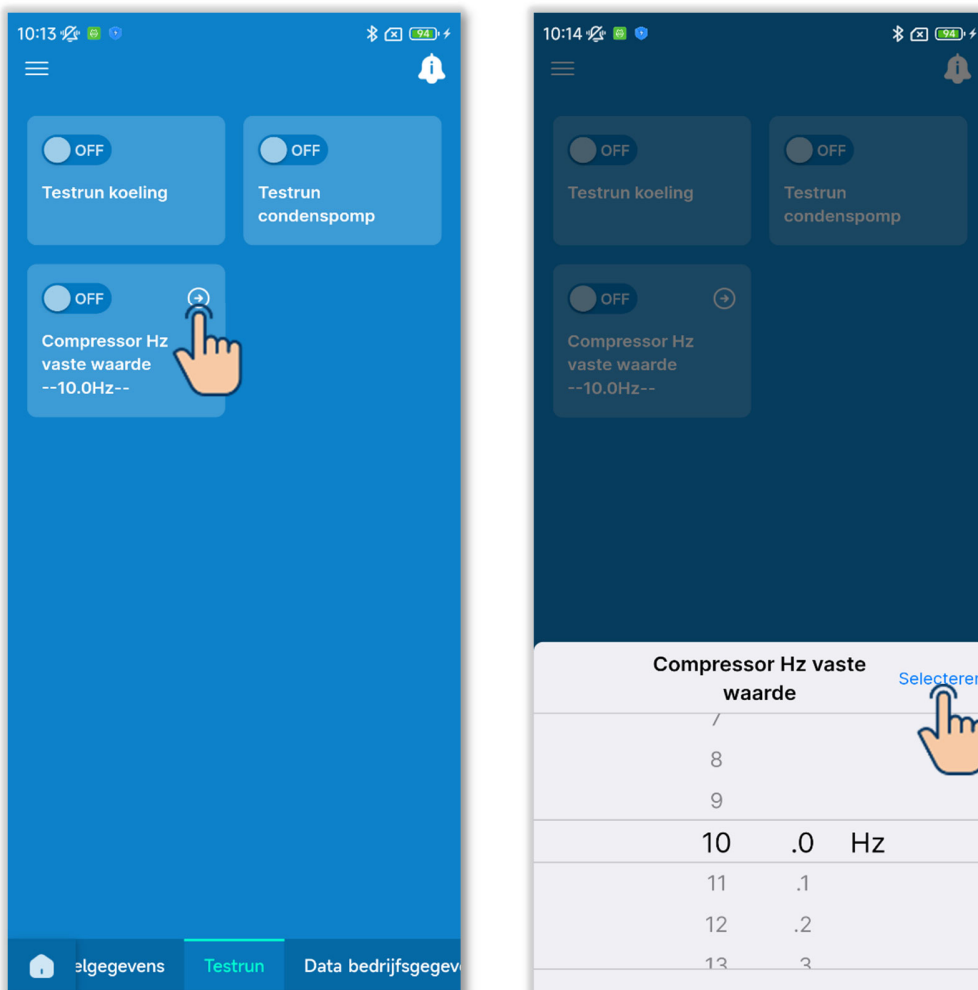 10:13
94
OFF
Testrun koeling
OFF
Testrun
condenspomp
OFF
Compressor Hz
vaste waarde
--10.0Hz--
elgegevens
Testrun
Data bedrijfsgegev
10:14
94
OFF
Testrun koeling
OFF
Testrun
condenspomp
OFF
Compressor Hz
vaste waarde
--10.0Hz--
Compressor Hz vaste
waarde
Selecteren
7
8
9
10 .0 Hz
11 .1
12 .2
13 .3